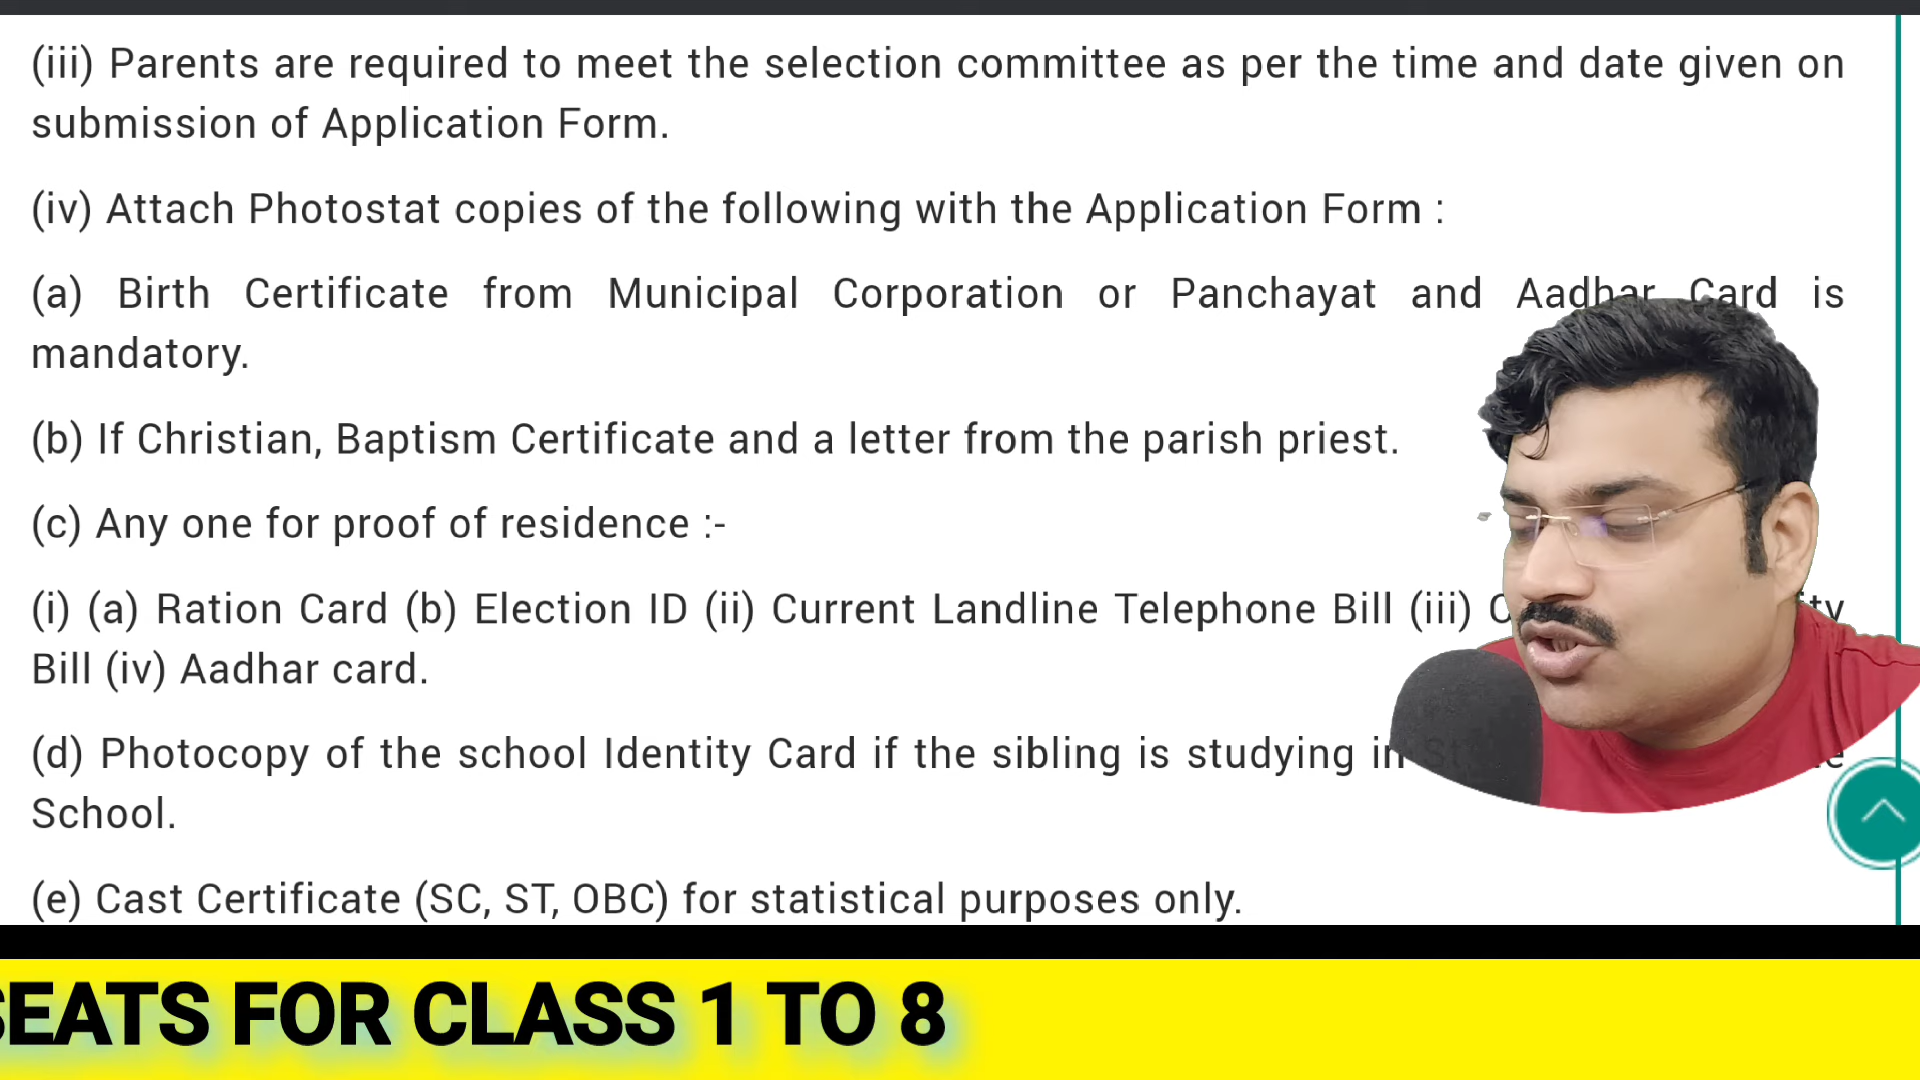 (iii) Parents are required to meet the selection committee as per the time and date given on
submission of Application Form.
(iv) Attach Photostat copies of the following with the Application Form :
(a) Birth Certificate from Municipal Corporation or Panchayat and Aadhar Card is
mandatory.
(b) If Christian, Baptism Certificate and a letter from the parish priest.
(c) Any one for proof of residence :-
(i) (a) Ration Card (b) Election ID (ii) Current Landline Telephone Bill (iii)
Bill (iv) Aadhar card.
(d) Photocopy of the school Identity Card if the sibling is studying in
School.
(e) Cast Certificate (SC, ST, OBC) for statistical purposes only.
SEATS FOR CLASS 1 TO 8